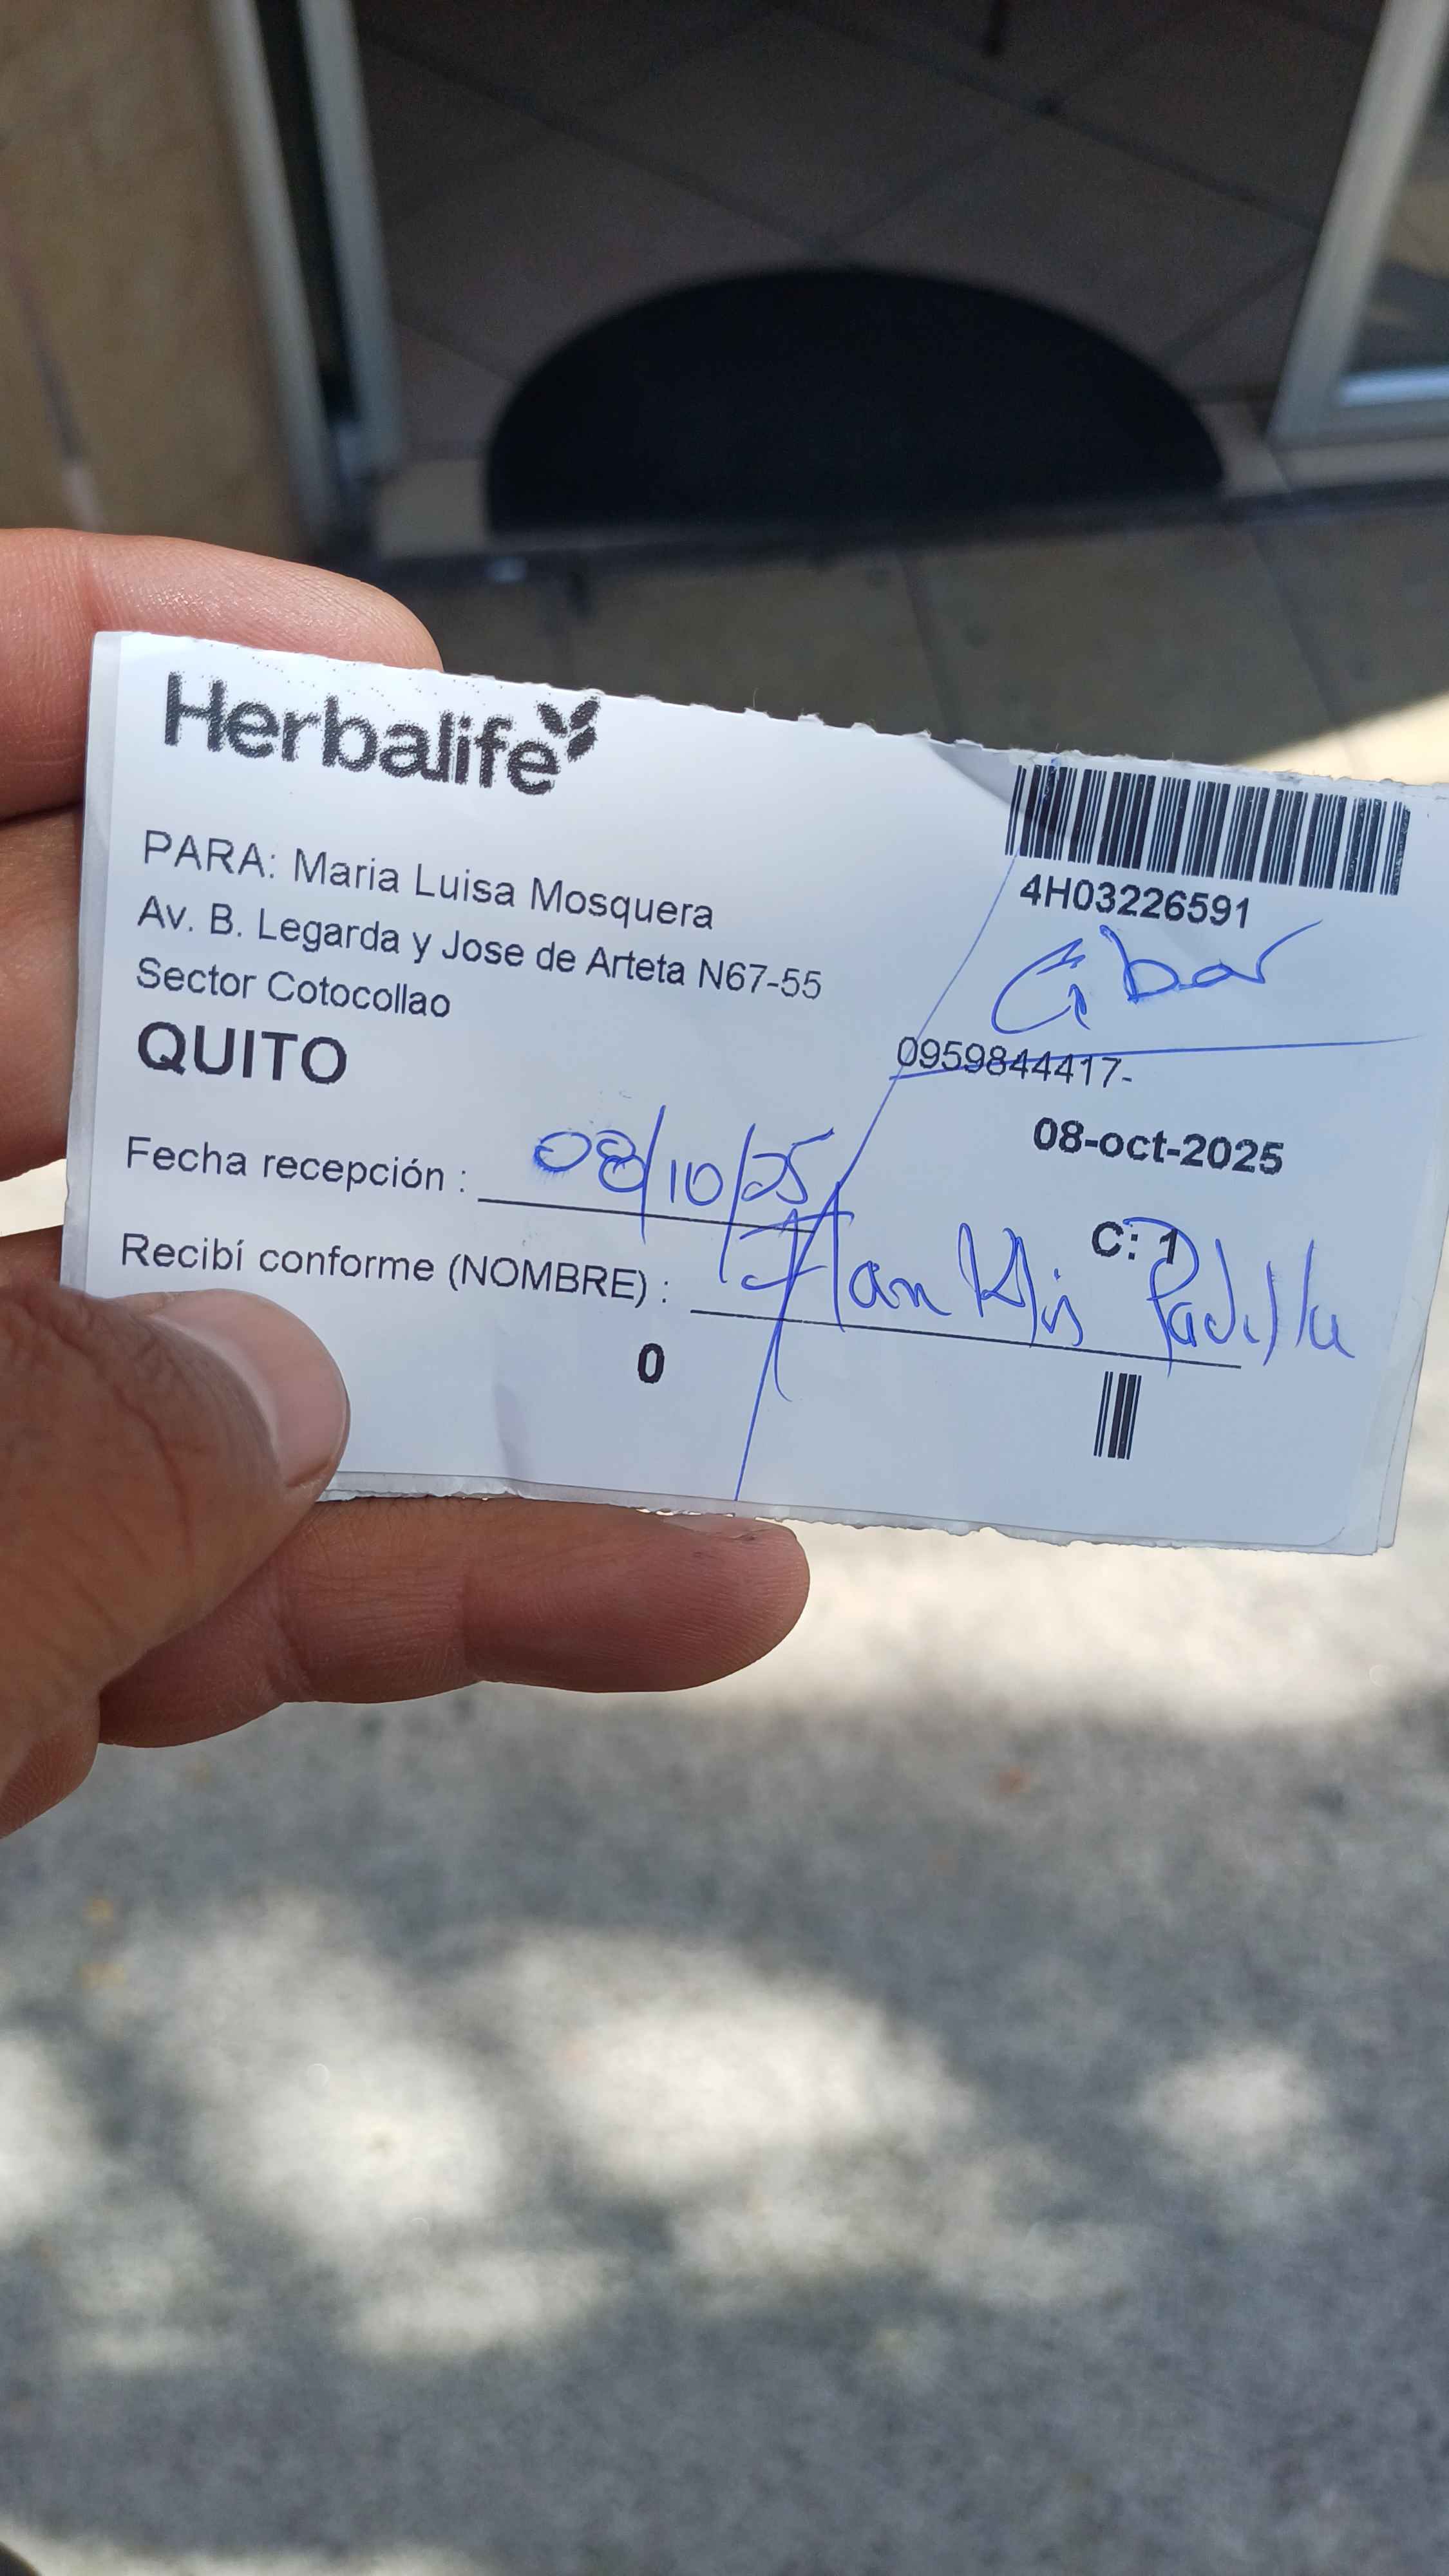 Herbalife
PARA: Maria Luisa Mosquera
Av. B. Legarda y Jose de Arteta N67-55
Sector Cotocollao
QUITO
4H03226591
0959844417-
08-oct-2025
Fecha recepción : 08/10/25
C: 1
Recibí conforme (NOMBRE) : Padilla
0